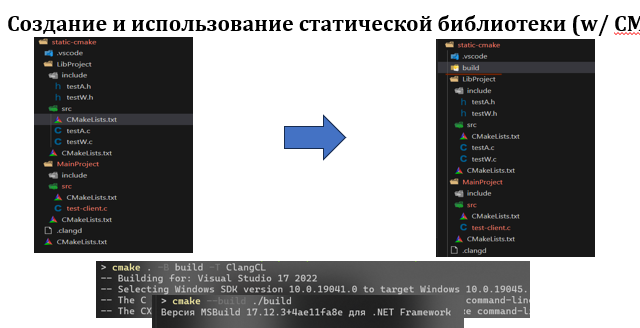 Создание и использование статической библиотеки (w/ CM
static-cmake
.vscode
LibProject
include
testA.h
testW.h
src
CMakeLists.txt
testA.c
testW.c
CMakeLists.txt
MainProject
include
src
CMakeLists.txt
test-client.c
CMakeLists.txt
.clangd
CMakeLists.txt
static-cmake
.vscode
build
LibProject
include
testA.h
testW.h
src
testA.c
testW.c
CMakeLists.txt
MainProject
include
src
CMakeLists.txt
test-client.c
CMakeLists.txt
.clangd
> cmake . -B build -T ClangCL
-- Building for: Visual Studio 17 2022
-- Selecting Windows SDK version 10.0.19041.0 to target Windows 10.0.19045.
-- The C
command-line
-- The CX
command-lin
> cmake --build ./build
Версия MSBuild 17.12.3+4ae11fa8e для .NET Framework